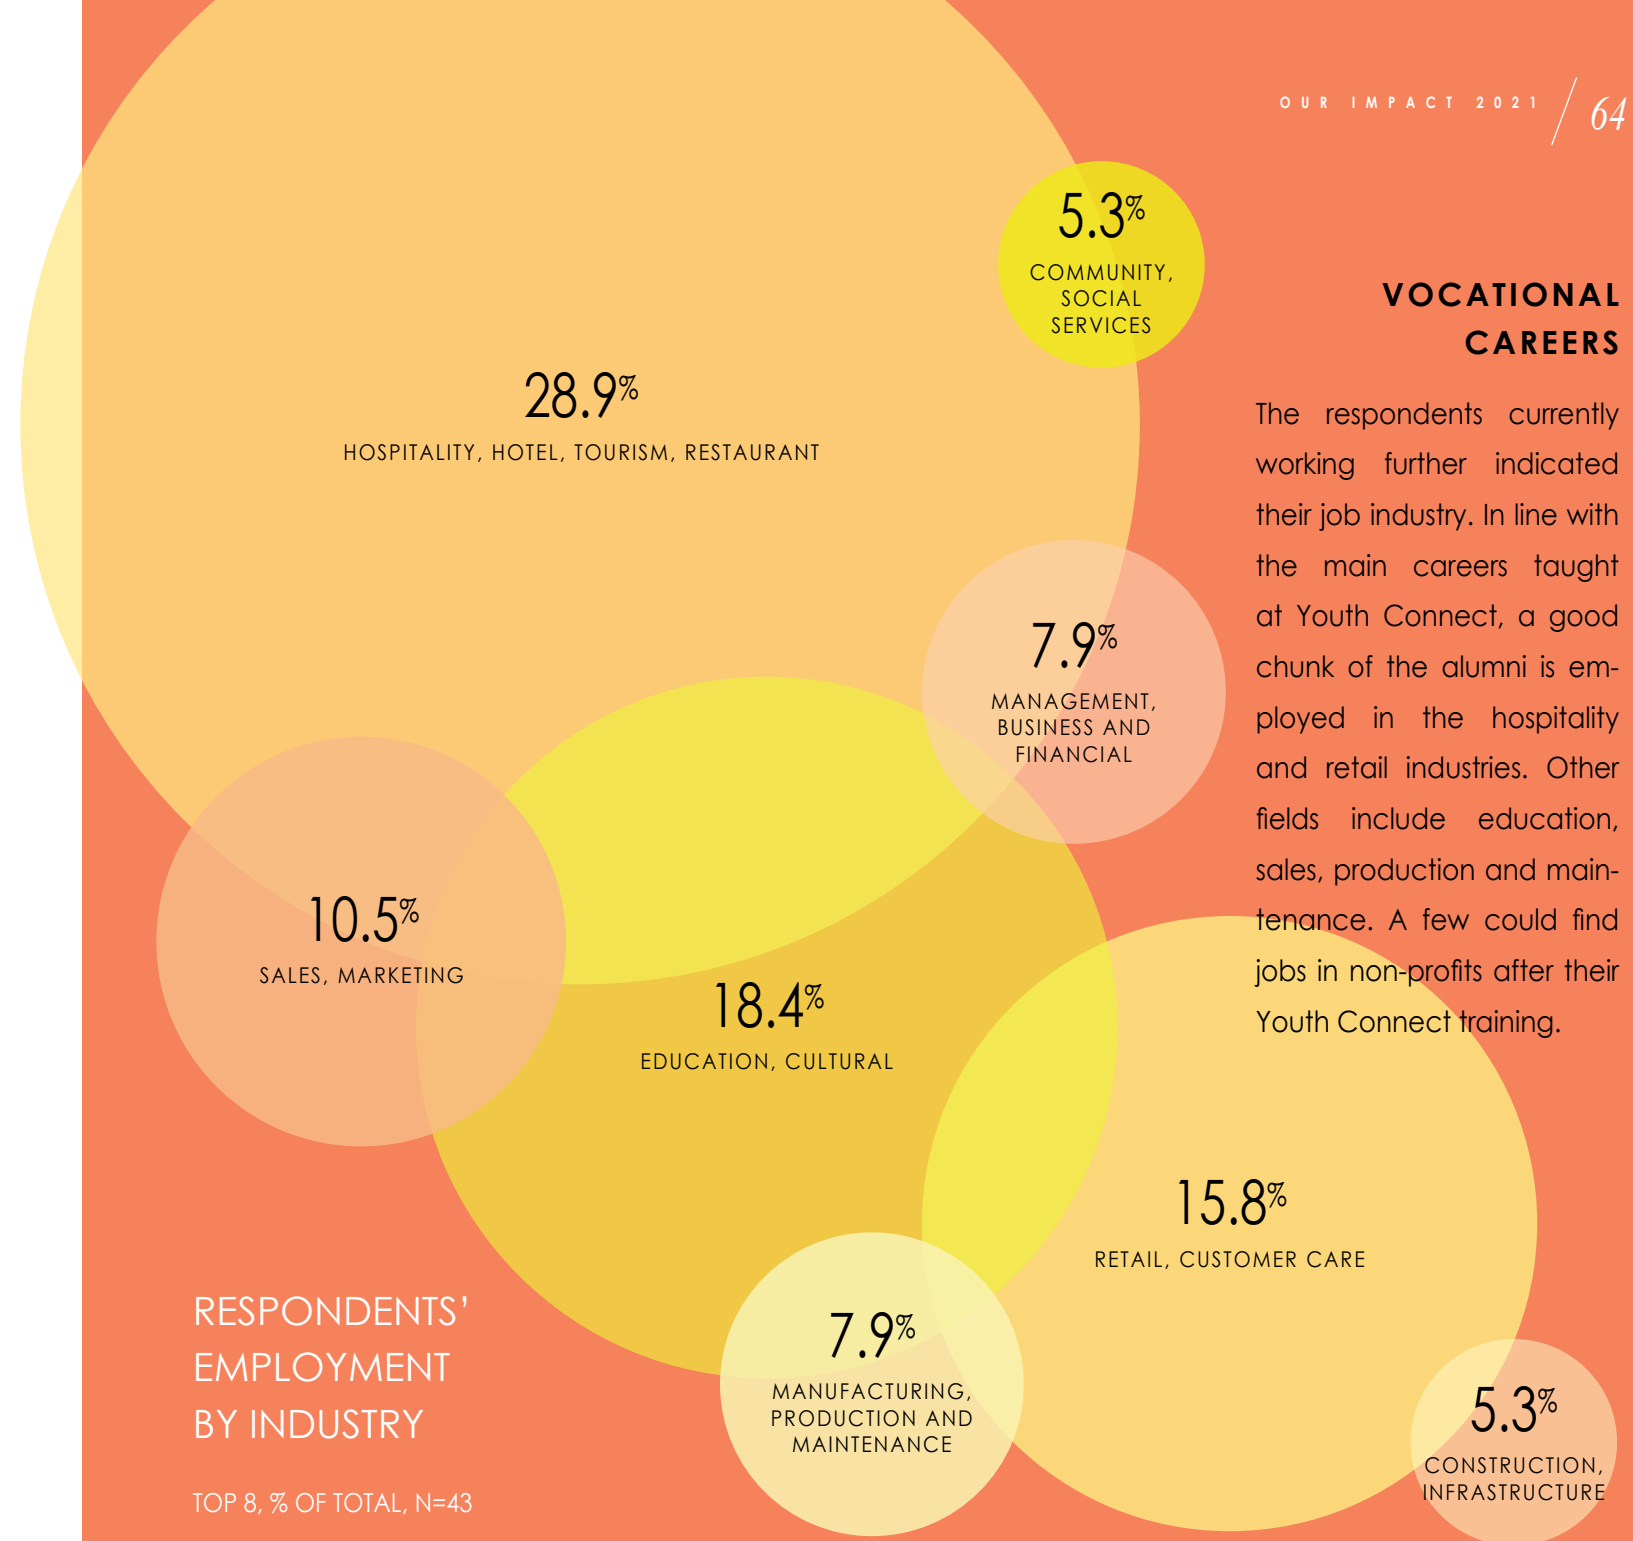 OUR IMPACT 2021 / 64
5.3%
COMMUNITY,
SOCIAL
SERVICES
VOCATIONAL
CAREERS
The respondents currently
working further indicated
their job industry. In line with
the main careers taught
at Youth Connect, a good
chunk of the alumni is em-
ployed in the hospitality
and retail industries. Other
fields include education,
sales, production and main-
tenance. A few could find
jobs in non-profits after their
Youth Connect training.
28.9%
HOSPITALITY, HOTEL, TOURISM, RESTAURANT
7.9%
MANAGEMENT,
BUSINESS AND
FINANCIAL
10.5%
SALES, MARKETING
18.4%
EDUCATION, CULTURAL
15.8%
RETAIL, CUSTOMER CARE
7.9%
MANUFACTURING,
PRODUCTION AND
MAINTENANCE
5.3%
CONSTRUCTION,
INFRASTRUCTURE
RESPONDENTS'
EMPLOYMENT
BY INDUSTRY
TOP 8, % OF TOTAL, N=43